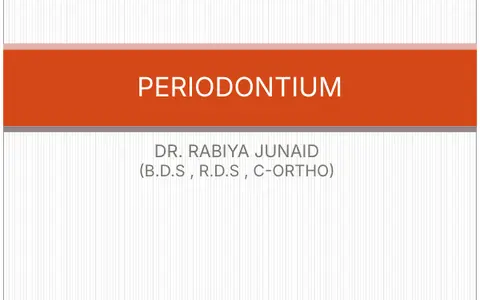 PERIODONTIUM
DR. RABIYA JUNAID
(B.D.S , R.D.S , C-ORTHO)